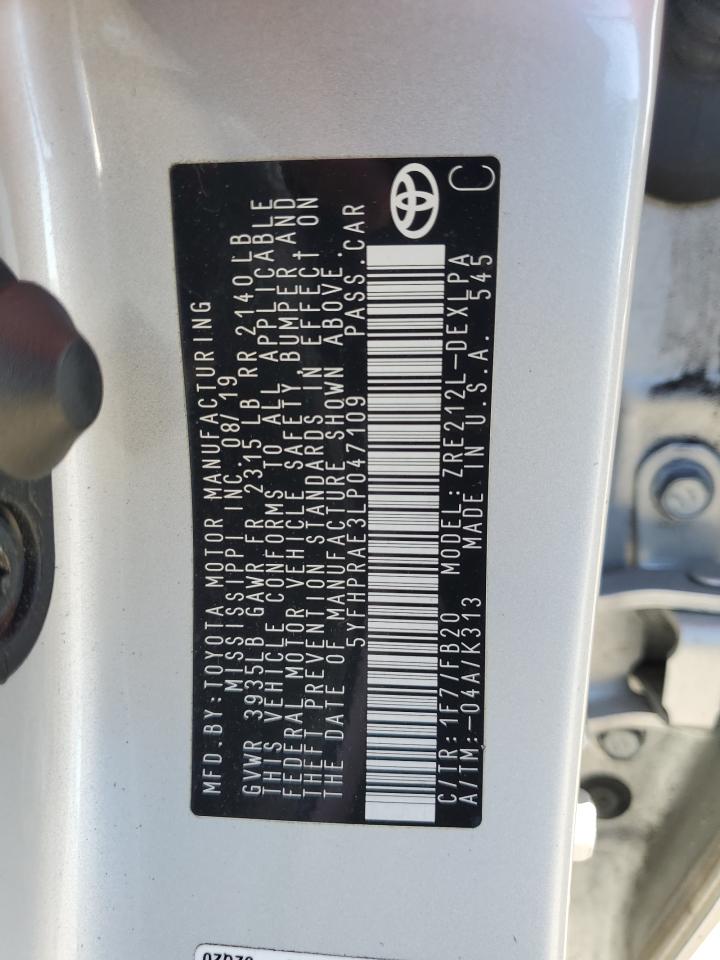 MFD.BY:TOYOTA MOTOR MANUFACTURING
MISSISSIPPI INC.08/19
GVWR 3935LB GAWR FR 2315 LB RR 2140LB
THIS VEHICLE CONFORMS TO ALL APPLICABLE
FEDERAL MOTOR VEHICLE SAFETY, BUMPER AND
THEFT PREVENTION STANDARDS IN EFFECT ON
THE DATE OF MANUFACTURE SHOWN ABOVE.
5YFHPRAE3LP047109 PASS.CAR
C/TR:1F7/FB20 MODEL:ZRE212L-DEXLPA
A/TM:-04A/K313 MADE IN U.S.A. 545
C